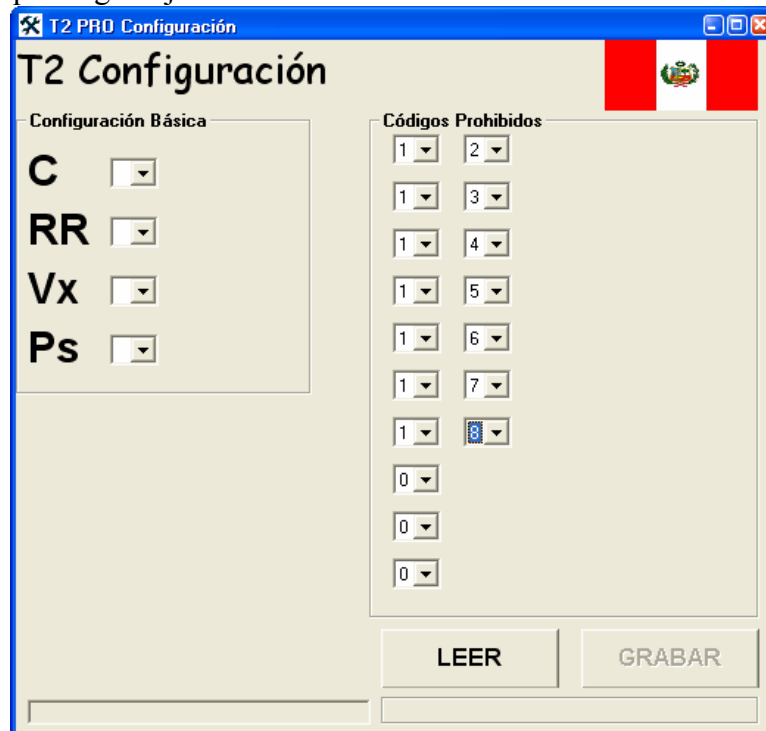 T2 PRO Configuración
T2 Configuración
Configuración Básica
C
RR
Vx
Ps
Códigos Prohibidos
1 2
1 3
1 4
1 5
1 6
1 7
1 8
0
0
0
LEER
GRABAR